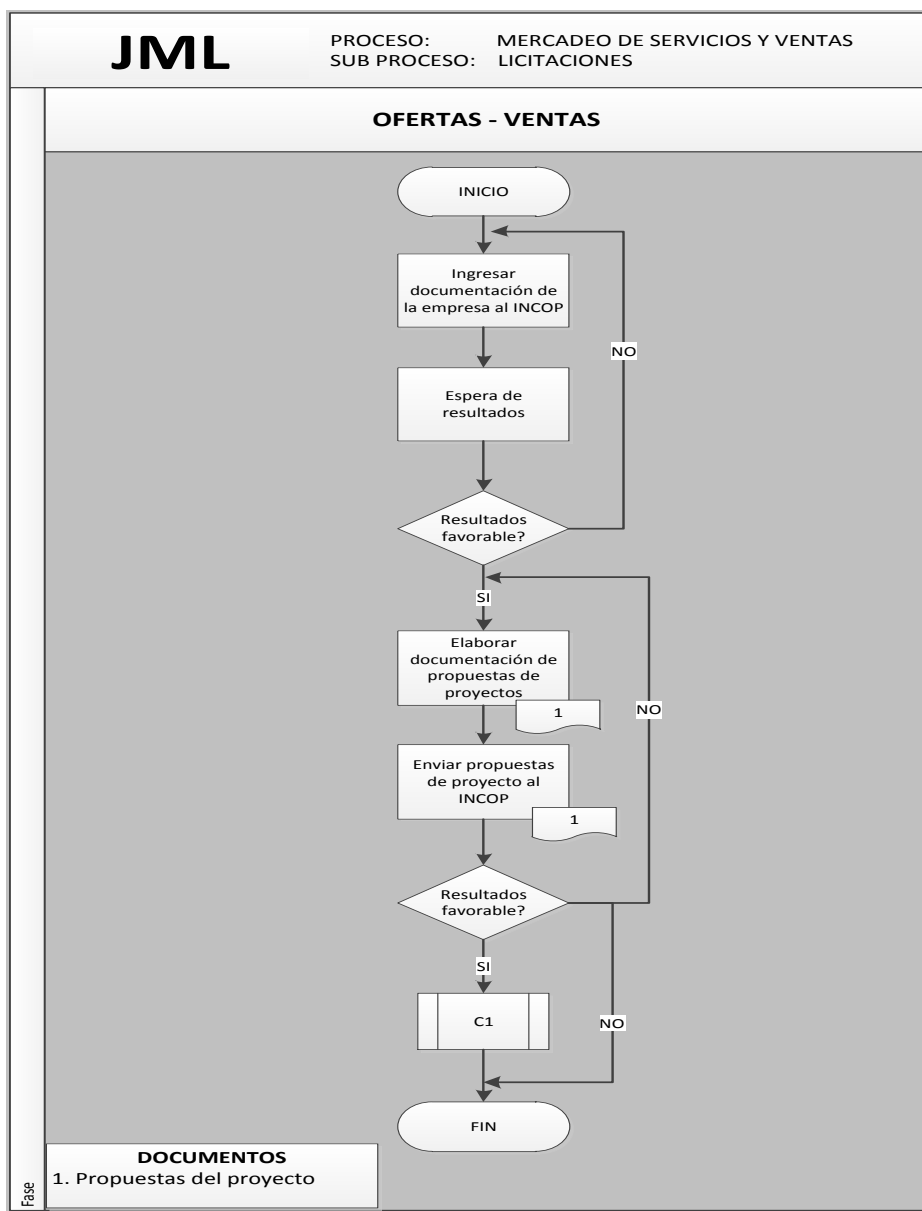 JML
PROCESO: MERCADEO DE SERVICIOS Y VENTAS
SUB PROCESO: LICITACIONES
OFERTAS - VENTAS
INICIO
Ingresar
documentación de
la empresa al INCOP
NO
Espera de
resultados
Resultados
favorable?
SI
Elaborar
documentación de
propuestas de
proyectos
1
NO
Enviar propuestas
de proyecto al
INCOP
1
Resultados
favorable?
SI
C1
NO
FIN
DOCUMENTOS
1. Propuestas del proyecto
Fase